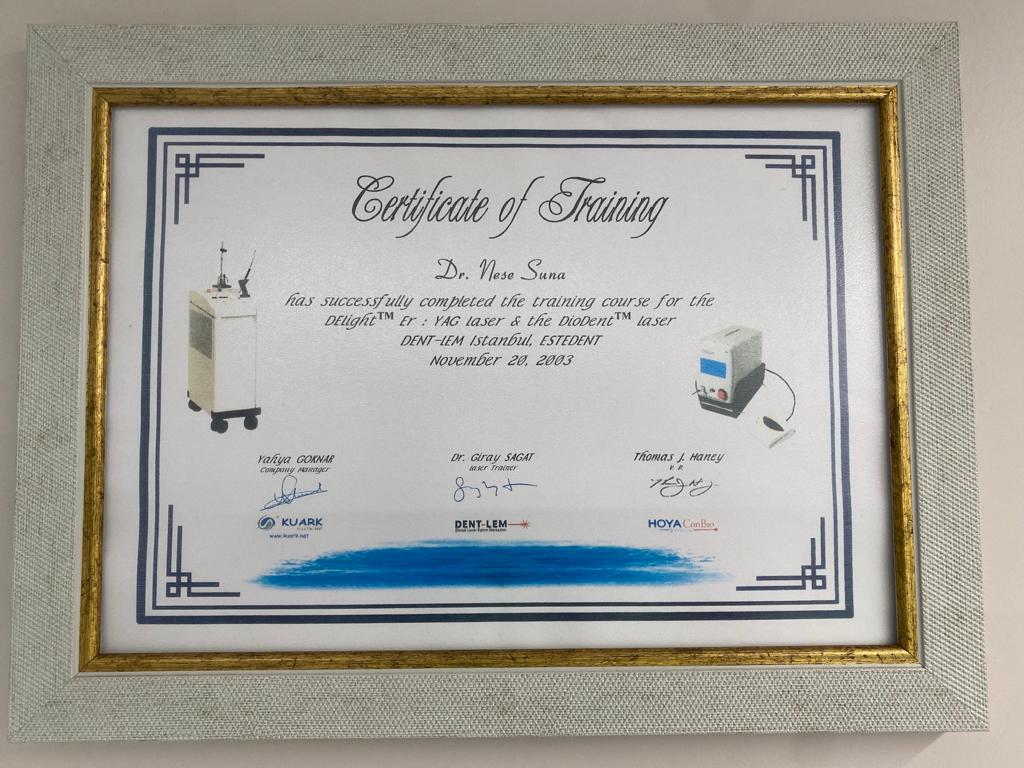 Certificate of Training
Dr. Nese Suna
has successfully completed the training course for the
DELight™ Er : YAG laser & the DioDent™ laser
DENT-LEM Istanbul, ESTEDENT
November 20, 2003
Yahya GOKNAR
Company Manager
Dr. Giray SAGAT
Laser Trainer
Thomas J. Haney
V. P.
KUARK
www.kuark.net
DENT-LEM
HOYA ConBio